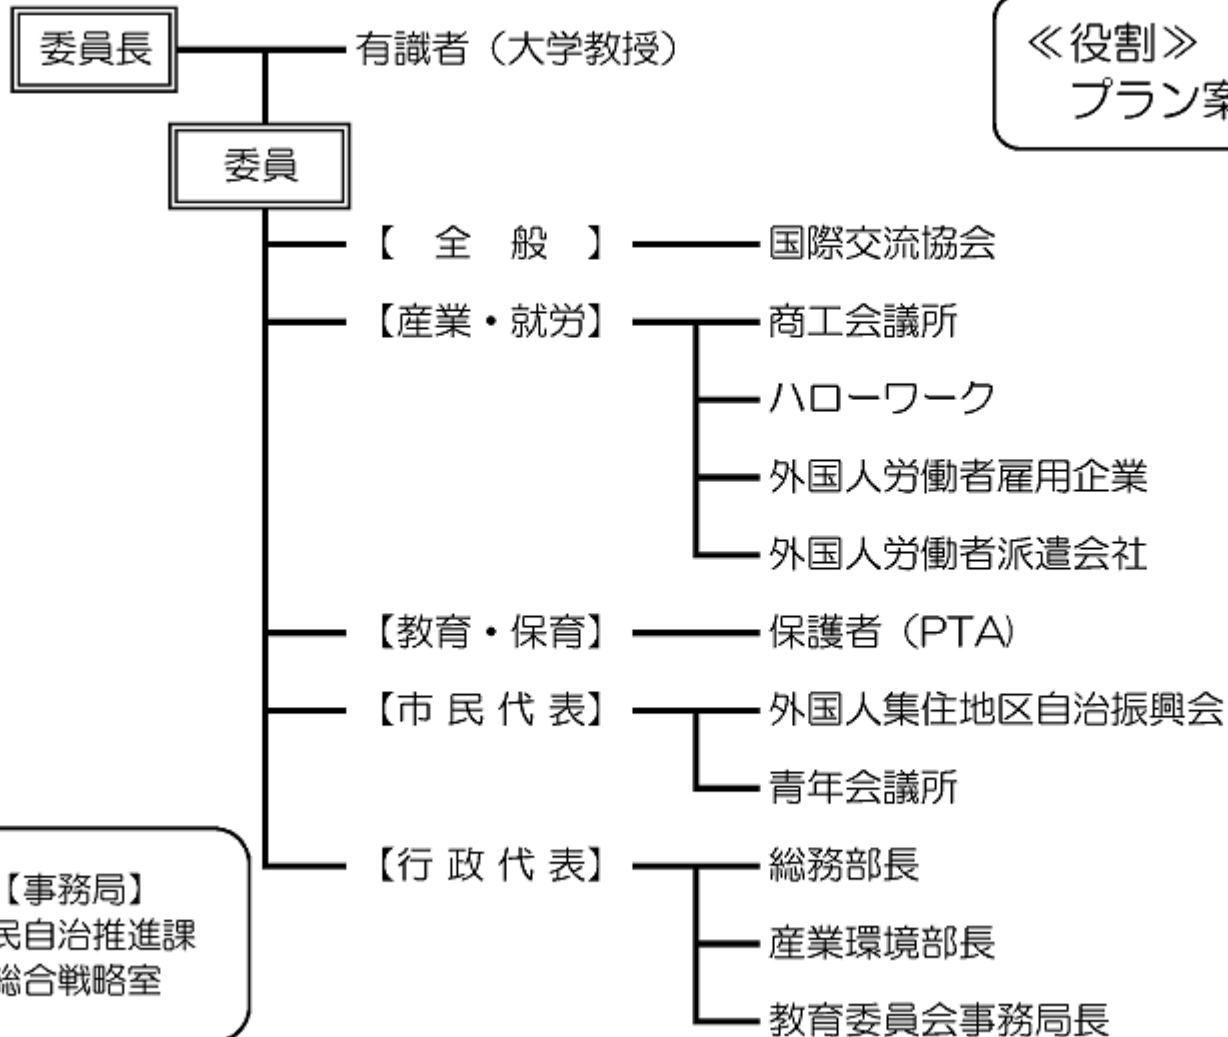 委員長 有識者（大学教授）
≪役割≫
プラン案
委員
【 全 般 】 国際交流協会
【産業・就労】 商工会議所
ハローワーク
外国人労働者雇用企業
外国人労働者派遣会社
【教育・保育】 保護者（PTA）
【市 民 代 表】 外国人集住地区自治振興会
青年会議所
【行 政 代 表】 総務部長
産業環境部長
教育委員会事務局長
【事務局】
民自治推進課
総合戦略室